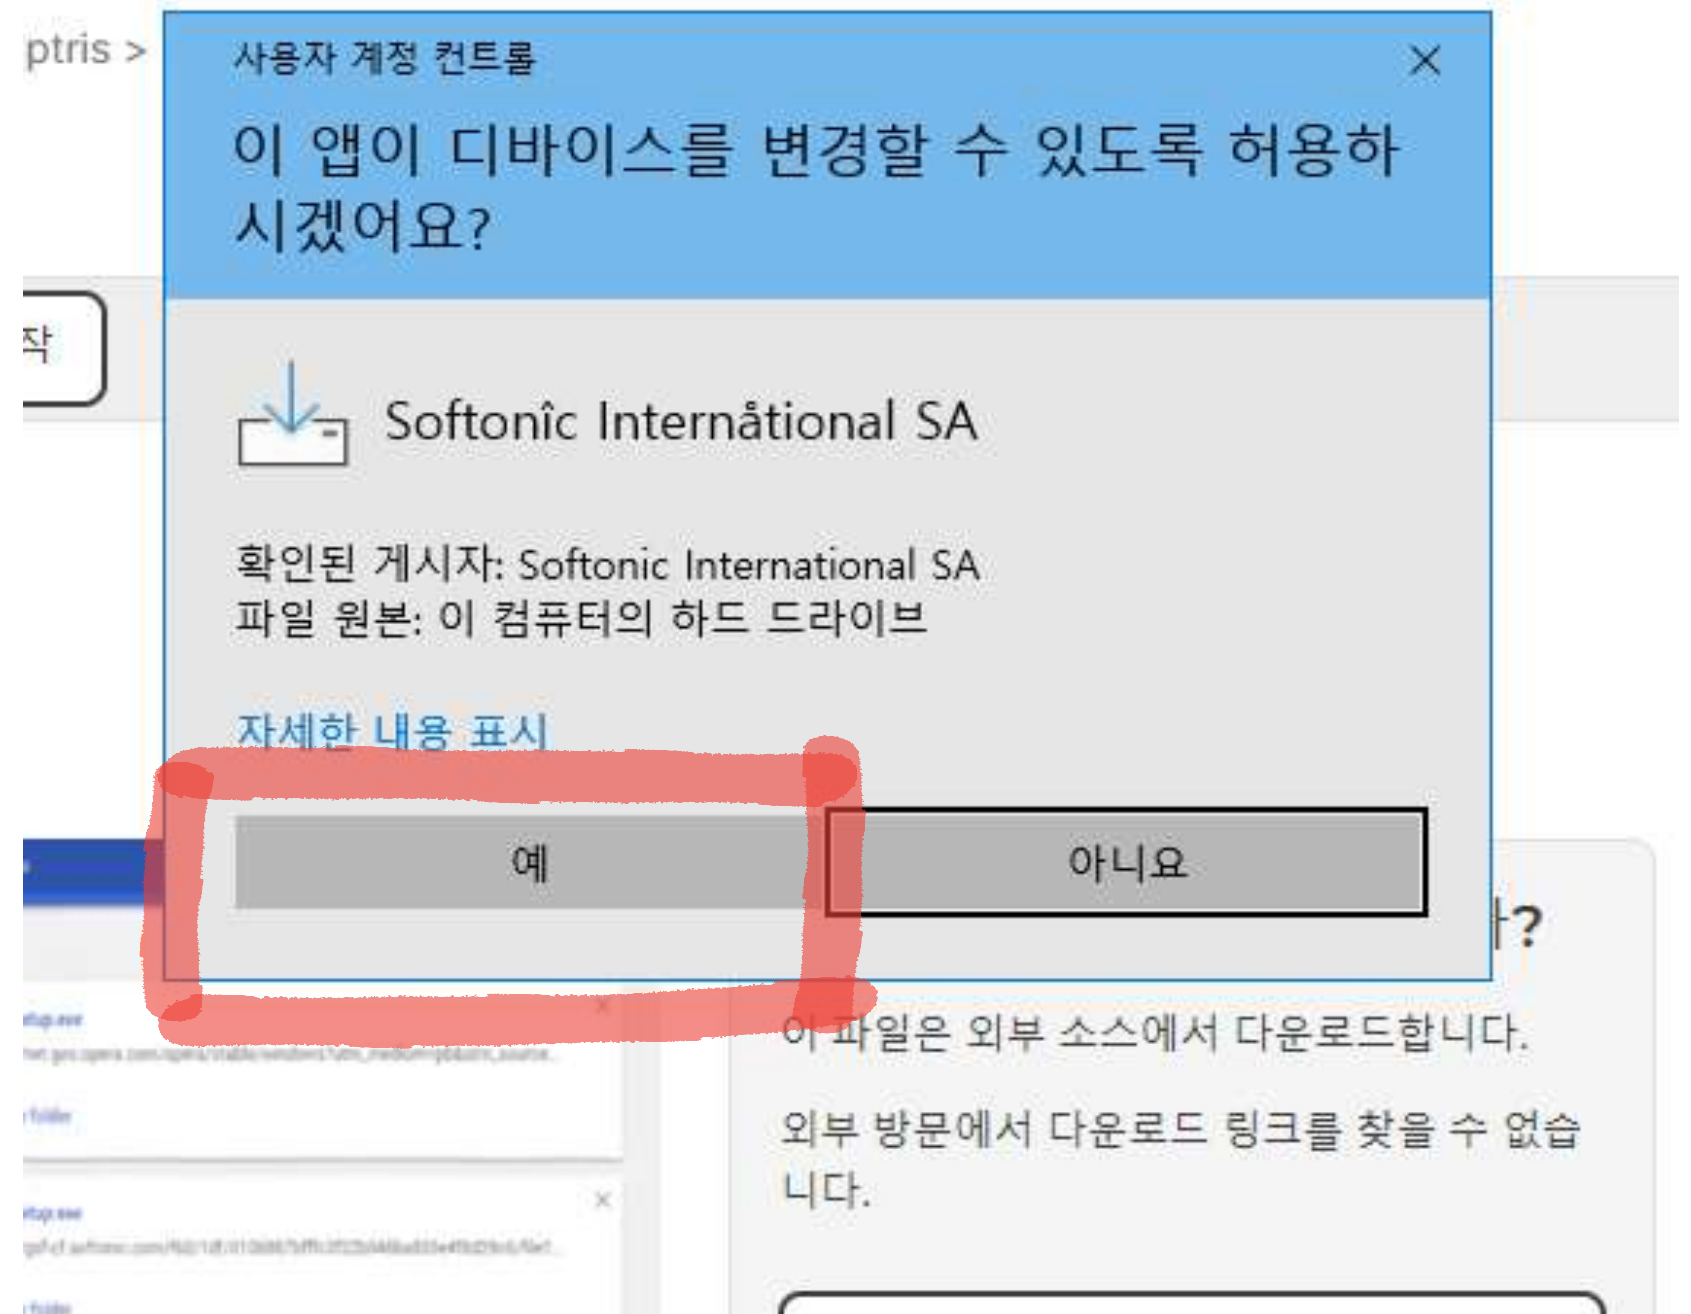 ptris >
사용자 계정 컨트롤
이 앱이 디바이스를 변경할 수 있도록 허용하
시겠어요?
작
Softonîc Internåtional SA
확인된 게시자: Softonic International SA
파일 원본: 이 컴퓨터의 하드 드라이브
자세한 내용 표시
예
아니요
?
이 파일은 외부 소스에서 다운로드합니다.
외부 방문에서 다운로드 링크를 찾을 수 없습
니다.
folder
folder